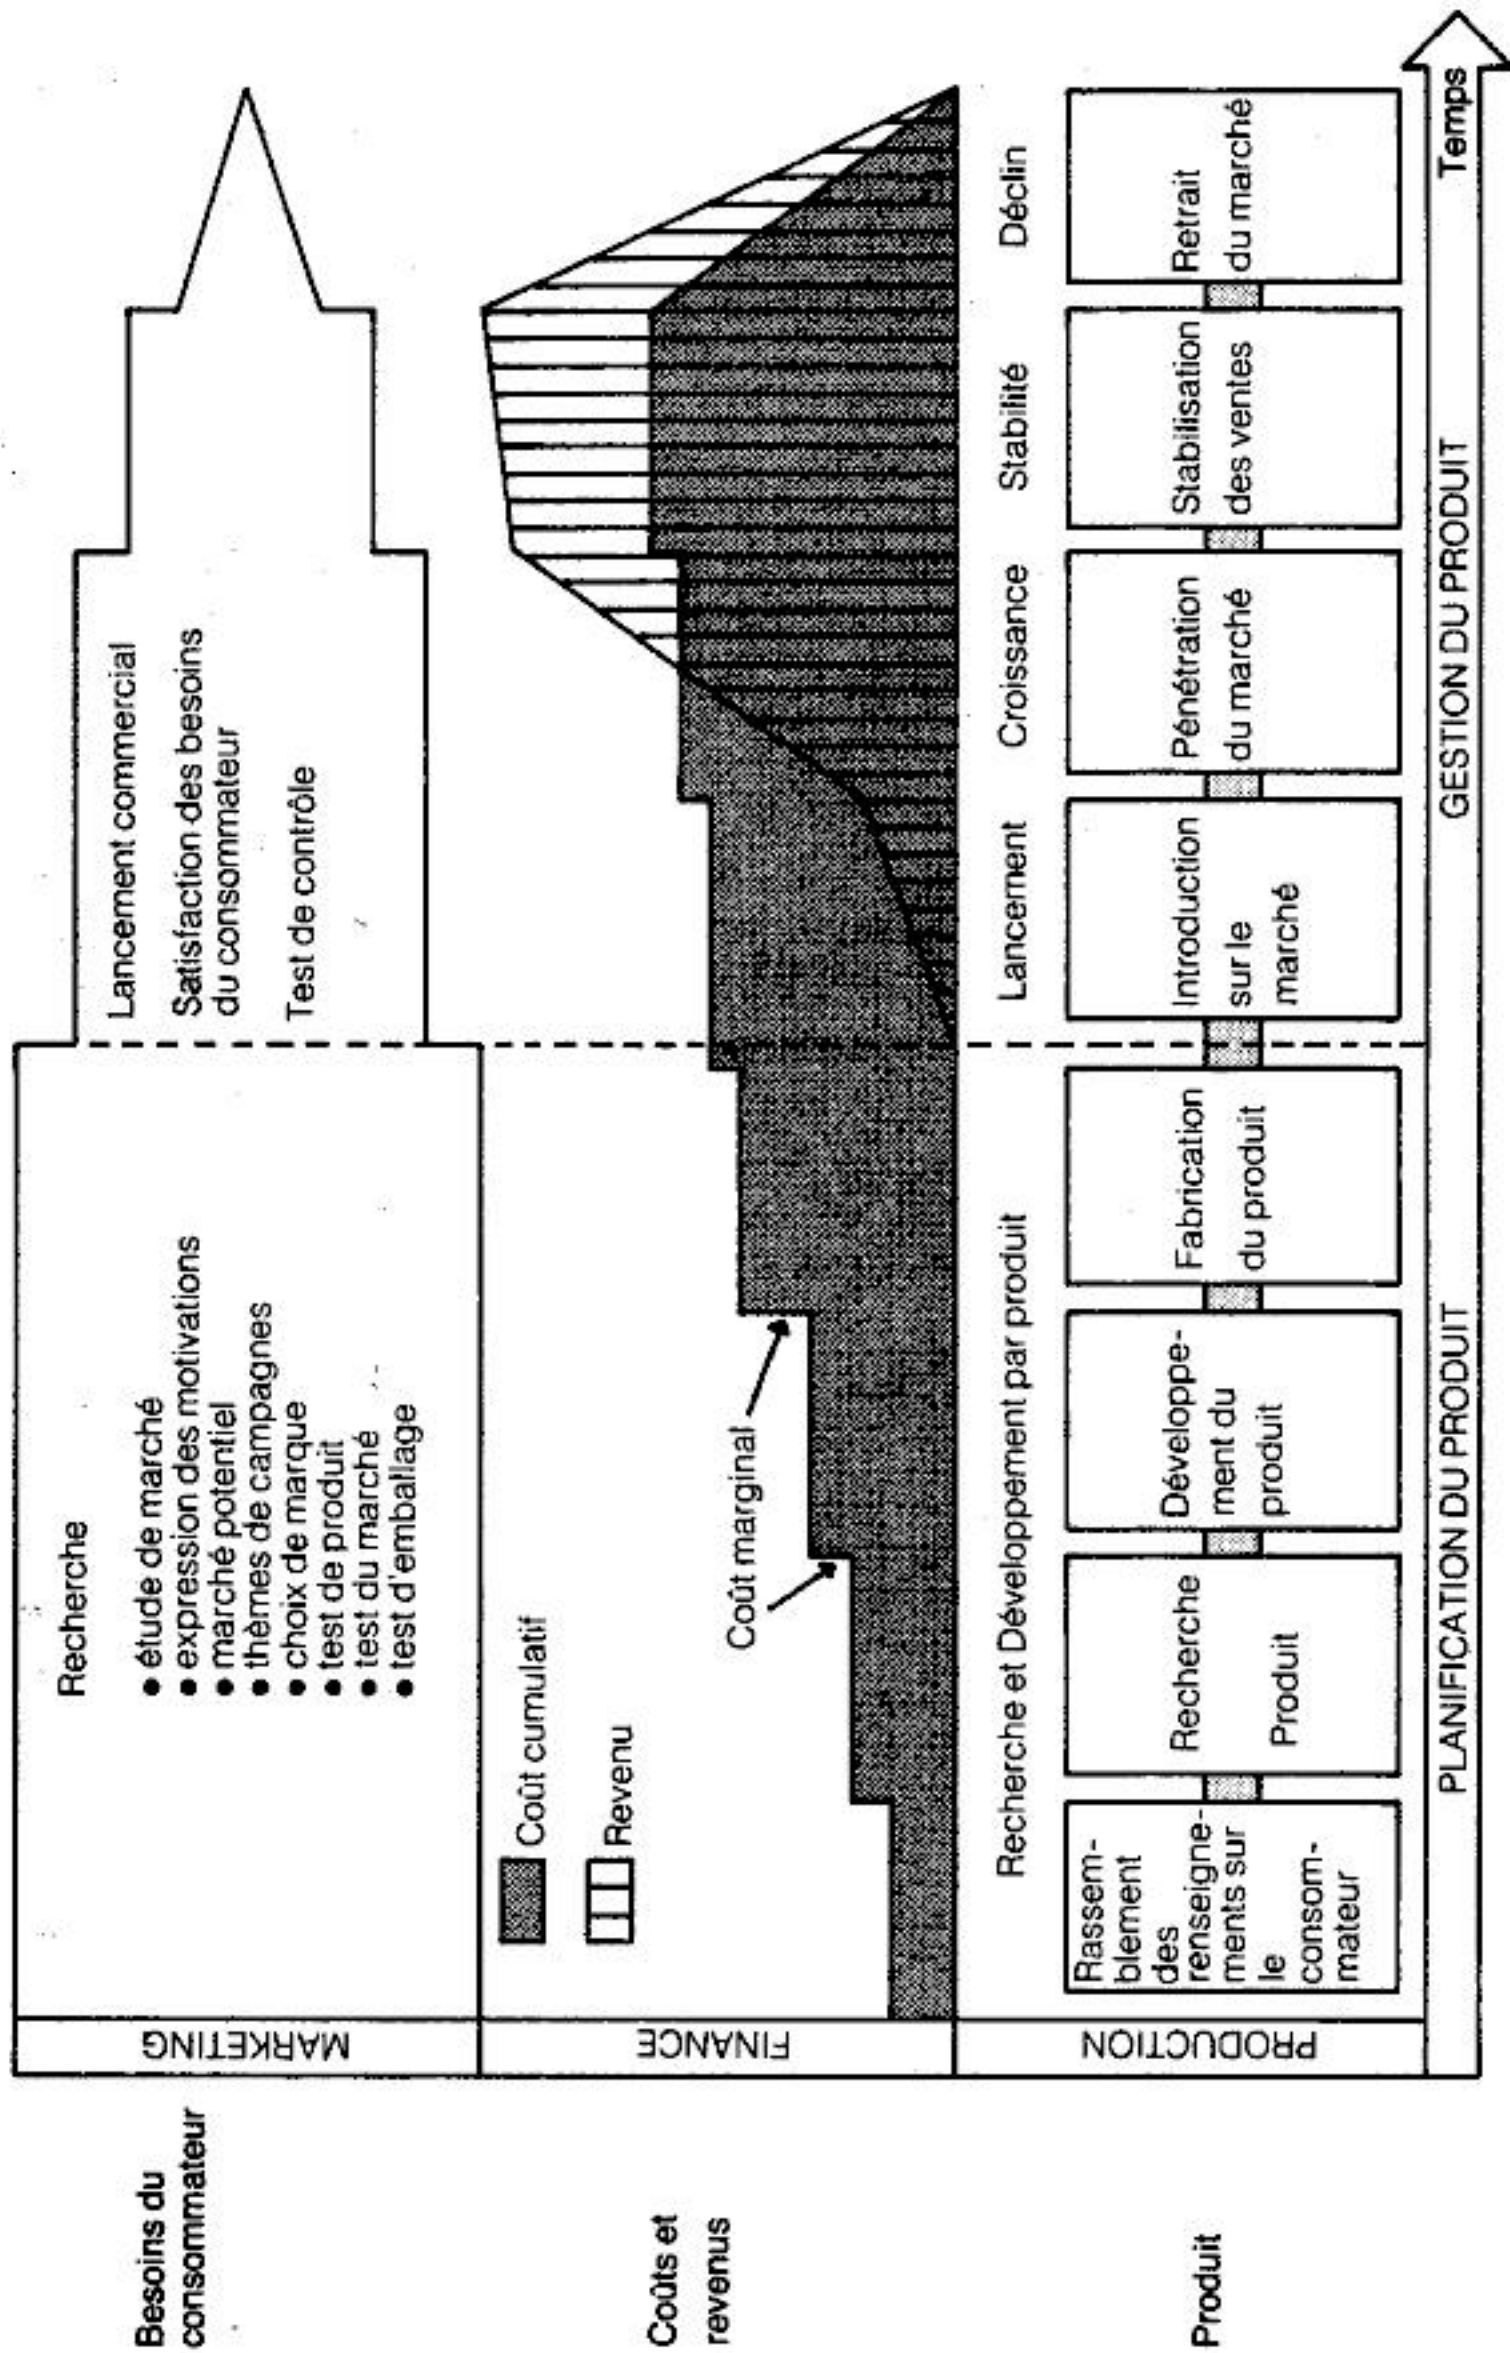 Besoins du
consommateur
MARKETING
Recherche
• étude de marché
• expression des motivations
• marché potentiel
• thèmes de campagnes
• choix de marque
• test de produit
• test du marché
• test d'emballage
Lancement commercial
Satisfaction des besoins
du consommateur
Test de contrôle
Coûts et
revenus
FINANCE
Coût cumulatif
Revenu
Coût marginal
Produit
PRODUCTION
Recherche et Développement par produit
Lancement
Croissance
Stabilité
Déclin
Rassem-
blement
des
renseigne-
ments sur
le
consom-
mateur
Recherche
Produit
Développe-
ment du
produit
Fabrication
du produit
Introduction
sur le
marché
Pénétration
du marché
Stabilisation
des ventes
Retrait
du marché
PLANIFICATION DU PRODUIT
GESTION DU PRODUIT
Temps